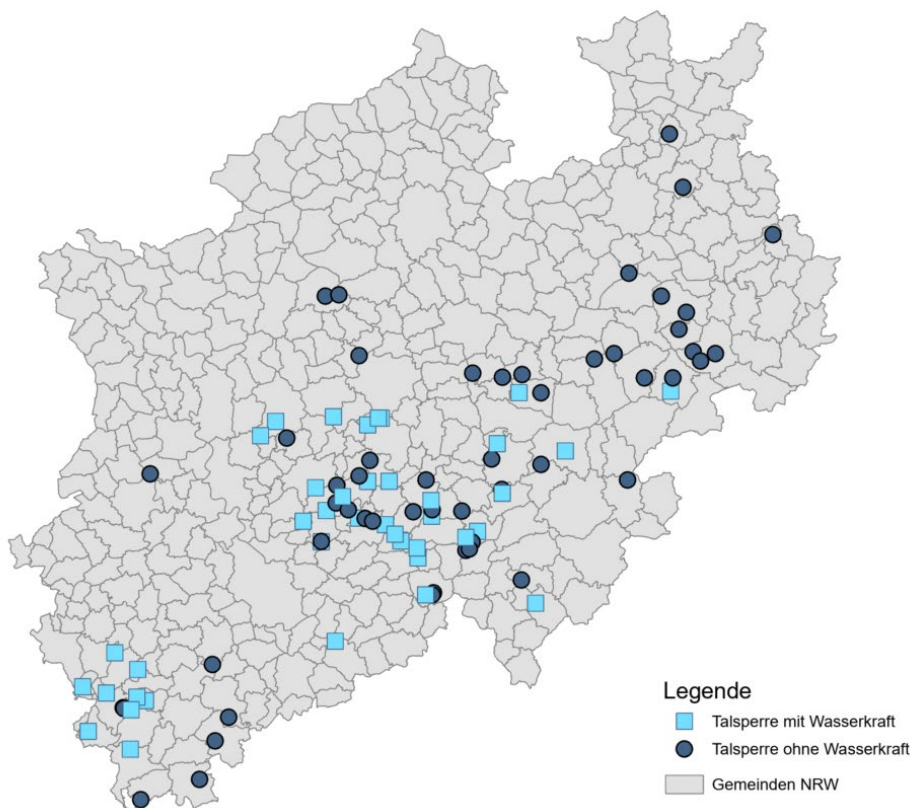 Legende
Talsperre mit Wasserkraft
Talsperre ohne Wasserkraft
Gemeinden NRW